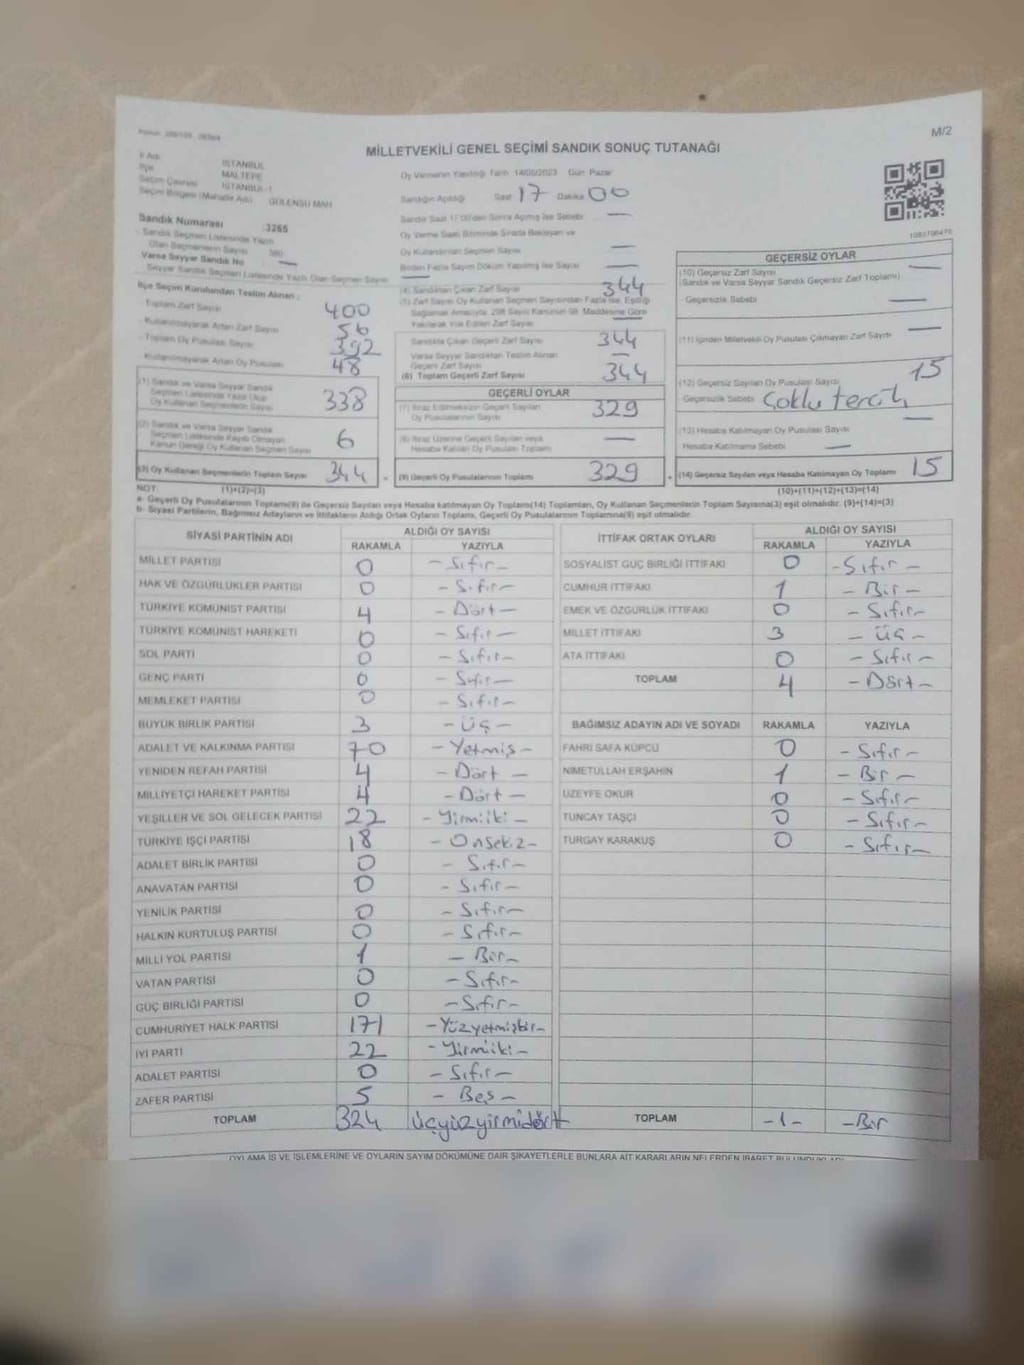 M/2
MİLLETVEKİLİ GENEL SEÇİMİ SANDIK SONUÇ TUTANAĞI
İl Adı İSTANBUL
İlçe MALTEPE
Seçim Çevresi İSTANBUL-1
Seçim Bölgesi (Mahalle Adı) GÜLENSU MAH
Sandık Numarası 3265
Sandık Seçmen Listesinde Yazılı
Olan Seçmenlerin Sayısı
Varsa Seyyar Sandık No —
Seyyar Sandık Seçmen Listesinde Yazılı Olan Seçmen Sayısı
Oy Vermenin Yapıldığı Tarih 14/05/2023 Gün Pazar
Sandığın Açıldığı Saat 17 Dakika 00
Sandık Saat 17.00'den Sonra Açılmış İse Sebebi —
Oy Verme Saati Bitiminde Sırada Bekleyen ve
Oy Kullandırılan Seçmen Sayısı —
Birden Fazla Sayım Döküm Yapılmış İse Sayısı —
İlçe Seçim Kurulundan Teslim Alınan ;
- Toplam Zarf Sayısı 400
- Kullanılmayarak Artan Zarf Sayısı 56
- Toplam Oy Pusulası Sayısı 392
- Kullanılmayarak Artan Oy Pusulası 48
(1) Sandık ve Varsa Seyyar Sandık
Seçmen Listesinde Yazılı Olup
Oy Kullanan Seçmenlerin Sayısı 338
(2) Sandık ve Varsa Seyyar Sandık
Seçmen Listesinde Kayıtlı Olmayan
Kanun Gereği Oy Kullanan Seçmen Sayısı 6
(3) Oy Kullanan Seçmenlerin Toplam Sayısı 344
(4) Sandıktan Çıkan Zarf Sayısı 344
(5) Zarf Sayısı Oy Kullanan Seçmen Sayısından Fazla İse, Eşitliği
Sağlamak Amacıyla, 298 Sayılı Kanunun 98. Maddesine Göre
Yakılarak Yok Edilen Zarf Sayısı —
Sandıkta Çıkan Geçerli Zarf Sayısı 344
Varsa Seyyar Sandıktan Teslim Alınan
Geçerli Zarf Sayısı —
(6) Toplam Geçerli Zarf Sayısı 344
GEÇERLİ OYLAR
(7) İtiraz Edilmeksizin Geçerli Sayılan
Oy Pusulası Sayısı 329
(8) İtiraz Üzerine Geçerli Sayılan veya
Hesaba Katılan Oy Pusulası Toplamı —
(9) Geçerli Oy Pusulalarının Toplamı 329
GEÇERSİZ OYLAR
(10) Geçersiz Zarf Sayısı —
(Sandık ve Varsa Seyyar Sandık Geçersiz Zarf Toplamı)
Geçersizlik Sebebi —
(11) İçinden Milletvekili Oy Pusulası Çıkmayan Zarf Sayısı —
(12) Geçersiz Sayılan Oy Pusulası Sayısı 15
Geçersizlik Sebebi Çoklu tercih
(13) Hesaba Katılmayan Oy Pusulası Sayısı —
Hesaba Katılmama Sebebi —
(14) Geçersiz Sayılan veya Hesaba Katılmayan Oy Toplamı 15
NOT: (1)+(2)=(3) (10)+(11)+(12)+(13)=(14)
a- Geçerli Oy Pusulalarının Toplamı(9) ile Geçersiz Sayılan veya Hesaba katılmayan Oy Toplamı(14) Toplamları, Oy Kullanan Seçmenlerin Toplam Sayısına(3) eşit olmalıdır. (9)+(14)=(3)
b- Siyasi Partilerin, Bağımsız Adayların ve İttifakların Aldığı Ortak Oyların Toplamı, Geçerli Oy Pusulalarının Toplamına(9) eşit olmalıdır.
SİYASİ PARTİNİN ADI ALDIĞI OY SAYISI
RAKAMLA YAZIYLA
MİLLET PARTİSİ 0 -Sıfır-
HAK VE ÖZGÜRLÜKLER PARTİSİ 0 -Sıfır-
TÜRKİYE KOMÜNİST PARTİSİ 4 -Dört-
TÜRKİYE KOMÜNİST HAREKETİ 0 -Sıfır-
SOL PARTİ 0 -Sıfır-
GENÇ PARTİ 0 -Sıfır-
MEMLEKET PARTİSİ 0 -Sıfır-
BÜYÜK BİRLİK PARTİSİ 3 -Üç-
ADALET VE KALKINMA PARTİSİ 70 -Yetmiş-
YENİDEN REFAH PARTİSİ 4 -Dört-
MİLLİYETÇİ HAREKET PARTİSİ 4 -Dört-
YEŞİLLER VE SOL GELECEK PARTİSİ 22 -Yirmiiki-
TÜRKİYE İŞÇİ PARTİSİ 18 -Onsekiz-
ADALET BİRLİK PARTİSİ 0 -Sıfır-
ANAVATAN PARTİSİ 0 -Sıfır-
YENİLİK PARTİSİ 0 -Sıfır-
HALKIN KURTULUŞ PARTİSİ 0 -Sıfır-
MİLLİ YOL PARTİSİ 1 -Bir-
VATAN PARTİSİ 0 -Sıfır-
GÜÇ BİRLİĞİ PARTİSİ 0 -Sıfır-
CUMHURİYET HALK PARTİSİ 171 -Yüzyetmişbir-
İYİ PARTİ 22 -Yirmiiki-
ADALET PARTİSİ 0 -Sıfır-
ZAFER PARTİSİ 5 -Beş-
TOPLAM 324 üçyüzyirmidört
İTTİFAK ORTAK OYLARI ALDIĞI OY SAYISI
RAKAMLA YAZIYLA
SOSYALİST GÜÇ BİRLİĞİ İTTİFAKI 0 -Sıfır-
CUMHUR İTTİFAKI 1 -Bir-
EMEK VE ÖZGÜRLÜK İTTİFAKI 0 -Sıfır-
MİLLET İTTİFAKI 3 -Üç-
ATA İTTİFAKI 0 -Sıfır-
TOPLAM 4 -Dört-
BAĞIMSIZ ADAYIN ADI VE SOYADI RAKAMLA YAZIYLA
FAHRİ SAFA KÜPCÜ 0 -Sıfır-
NİMETULLAH ERŞAHİN 1 -Bir-
ÜZEYFE OKUR 0 -Sıfır-
TUNCAY TAŞÇI 0 -Sıfır-
TURGAY KARAKUŞ 0 -Sıfır-
TOPLAM -1- -Bir
OYLAMA İŞ VE İŞLEMLERİNE VE OYLARIN SAYIM DÖKÜMÜNE DAİR ŞİKAYETLERLE BUNLARA AİT KARARLARIN NELERDEN İBARET BULUNDUKLARI